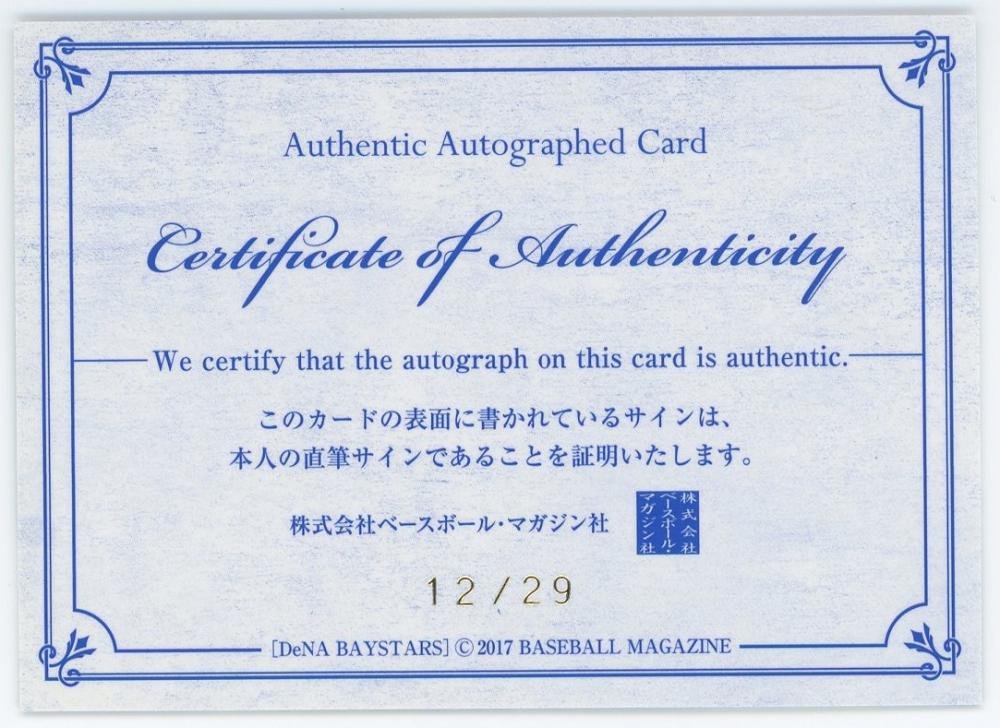 Authentic Autographed Card
Certificate of Authenticity
We certify that the autograph on this card is authentic.
このカードの表面に書かれているサインは、
本人の直筆サインであることを証明いたします。
株式会社ベースボール・マガジン社
株式会社
ベースボール・
マガジン社
12/29
[DeNA BAYSTARS] © 2017 BASEBALL MAGAZINE